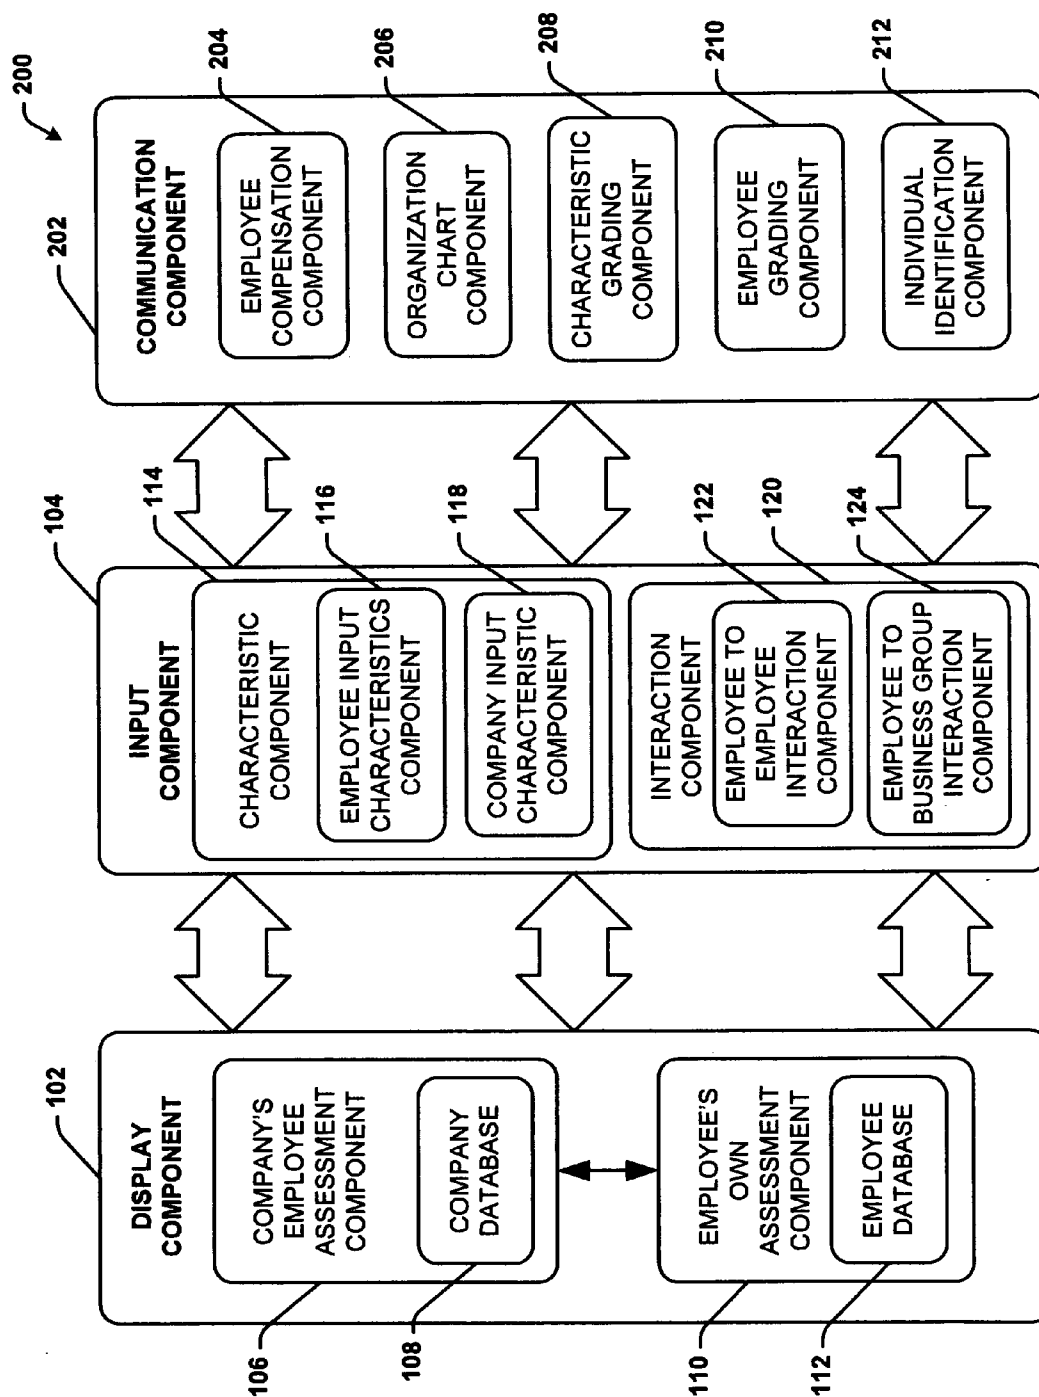 200
102
DISPLAY
COMPONENT
COMPANY'S
EMPLOYEE
ASSESSMENT
COMPONENT
COMPANY
DATABASE
106
108
EMPLOYEE'S
OWN
ASSESSMENT
COMPONENT
EMPLOYEE
DATABASE
110
112
104
INPUT
COMPONENT
114
CHARACTERISTIC
COMPONENT
116
EMPLOYEE INPUT
CHARACTERISTICS
COMPONENT
118
COMPANY INPUT
CHARACTERISTIC
COMPONENT
INTERACTION
COMPONENT
122
EMPLOYEE TO
EMPLOYEE
INTERACTION
COMPONENT
120
124
EMPLOYEE TO
BUSINESS GROUP
INTERACTION
COMPONENT
202
COMMUNICATION
COMPONENT
204
EMPLOYEE
COMPENSATION
COMPONENT
206
ORGANIZATION
CHART
COMPONENT
208
CHARACTERISTIC
GRADING
COMPONENT
210
EMPLOYEE
GRADING
COMPONENT
212
INDIVIDUAL
IDENTIFICATION
COMPONENT